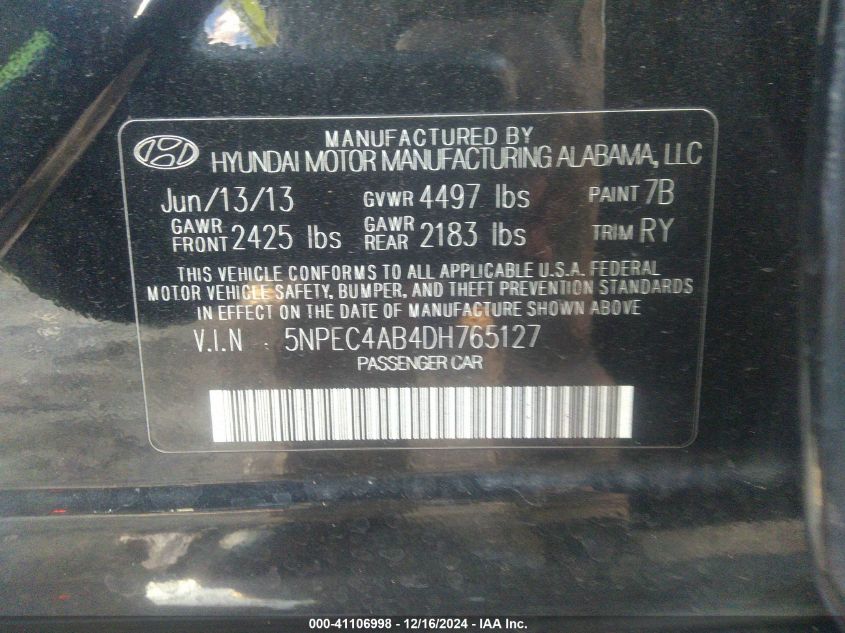 MANUFACTURED BY
HYUNDAI MOTOR MANUFACTURING ALABAMA, LLC
Jun/13/13 GVWR 4497 lbs PAINT 7B
GAWR FRONT 2425 lbs GAWR REAR 2183 lbs TRIM RY
THIS VEHICLE CONFORMS TO ALL APPLICABLE U.S.A. FEDERAL
MOTOR VEHICLE SAFETY, BUMPER, AND THEFT PREVENTION STANDARDS
IN EFFECT ON THE DATE OF MANUFACTURE SHOWN ABOVE
V.I.N : 5NPEC4AB4DH765127
PASSENGER CAR
000-41106998 - 12/16/2024 - IAA Inc.